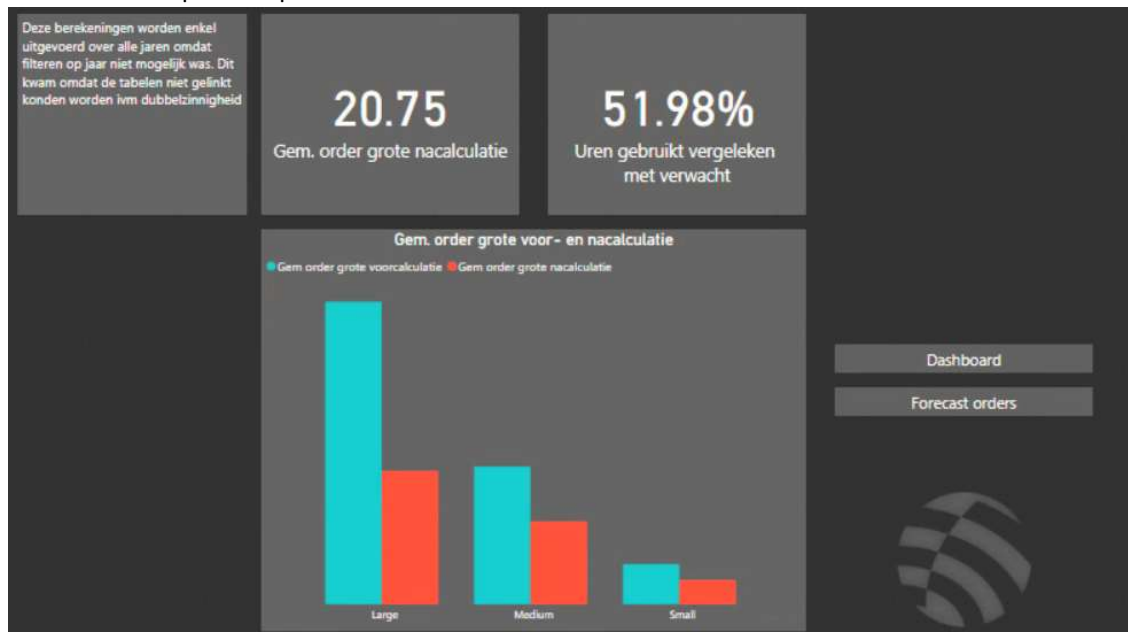 Deze berekeningen worden enkel
uitgevoerd over alle jaren omdat
filteren op jaar niet mogelijk was. Dit
kwam omdat de tabelen niet gelinkt
konden worden ivm dubbelzinnigheid
20.75
Gem. order grote nacalculatie
51.98%
Uren gebruikt vergeleken
met verwacht
Gem. order grote voor- en nacalculatie
Gem order grote voorcalculatie Gem order grote nacalculatie
Large Medium Small
Dashboard
Forecast orders